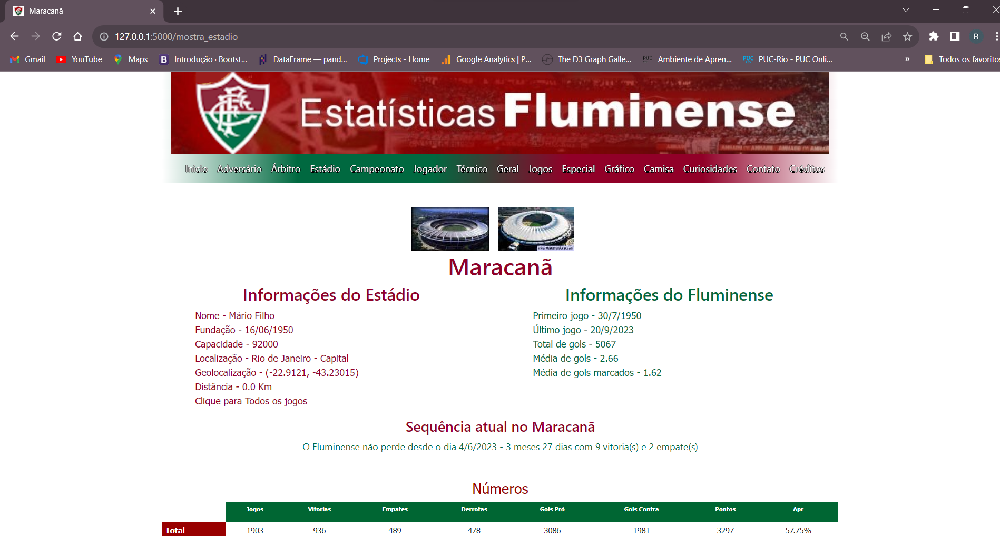 Maracanã
127.0.0.1:5000/mostra_estadio
R
Gmail YouTube Maps Introdução · Bootst... DataFrame — pand... Projects - Home Google Analytics | P... The D3 Graph Galle... Ambiente de Apren... PUC-Rio - PUC Onli... » Todos os favoritos
Estatísticas Fluminense
Inicio Adversário Árbitro Estádio Campeonato Jogador Técnico Geral Jogos Especial Gráfico Camisa Curiosidades Contato Créditos
Maracanã
Informações do Estádio
Nome - Mário Filho
Fundação - 16/06/1950
Capacidade - 92000
Localização - Rio de Janeiro - Capital
Geolocalização - (-22.9121, -43.23015)
Distância - 0.0 Km
Clique para Todos os jogos
Informações do Fluminense
Primeiro jogo - 30/7/1950
Último jogo - 20/9/2023
Total de gols - 5067
Média de gols - 2.66
Média de gols marcados - 1.62
Sequência atual no Maracanã
O Fluminense não perde desde o dia 4/6/2023 - 3 meses 27 dias com 9 vitoria(s) e 2 empate(s)
Números
Jogos Vitorias Empates Derrotas Gols Pró Gols Contra Pontos Apr
Total 1903 936 489 478 3086 1981 3297 57.75%